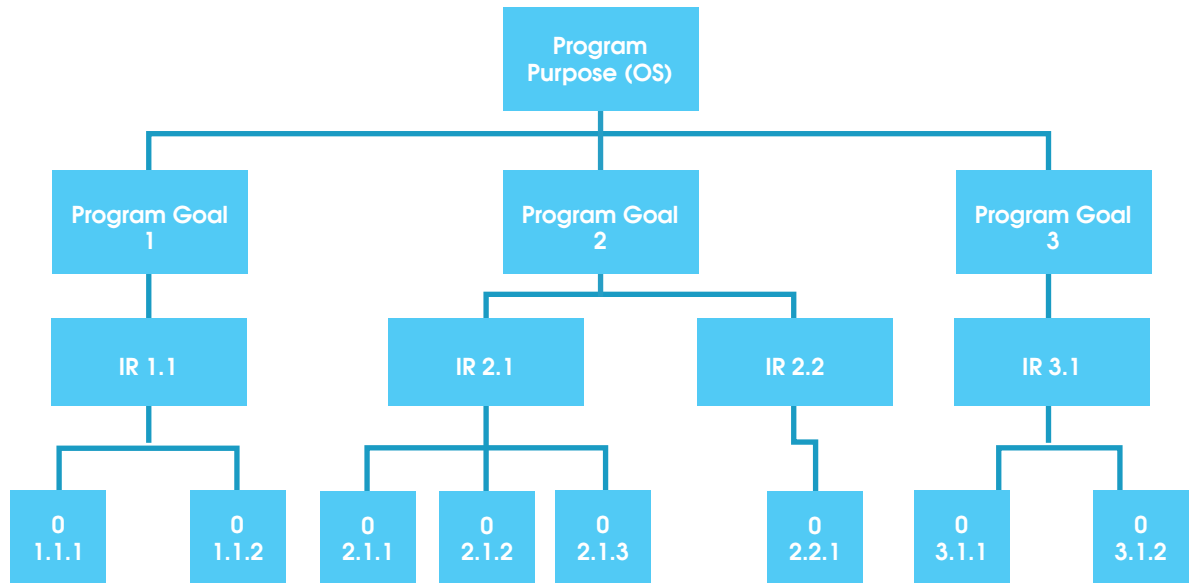 Program
Purpose (OS)
Program Goal
1
Program Goal
2
Program Goal
3
IR 1.1
IR 2.1
IR 2.2
IR 3.1
0
1.1.1
0
1.1.2
0
2.1.1
0
2.1.2
0
2.1.3
0
2.2.1
0
3.1.1
0
3.1.2